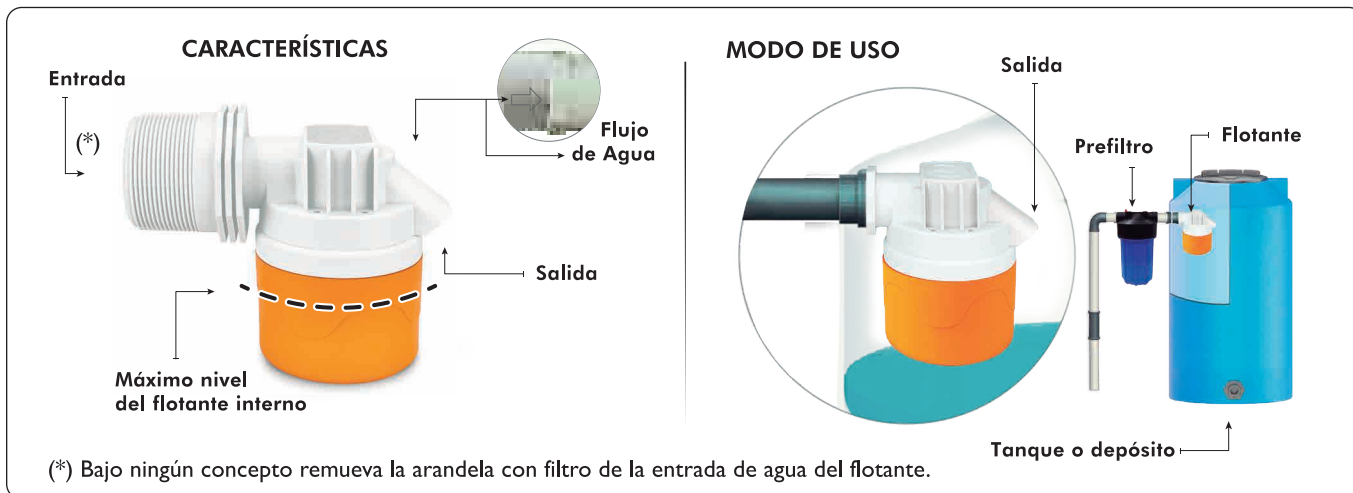 CARACTERÍSTICAS
Entrada
(*)
Flujo
de Agua
Salida
Máximo nivel
del flotante interno
MODO DE USO
Salida
Prefiltro
Flotante
Tanque o depósito
(*) Bajo ningún concepto remueva la arandela con filtro de la entrada de agua del flotante.